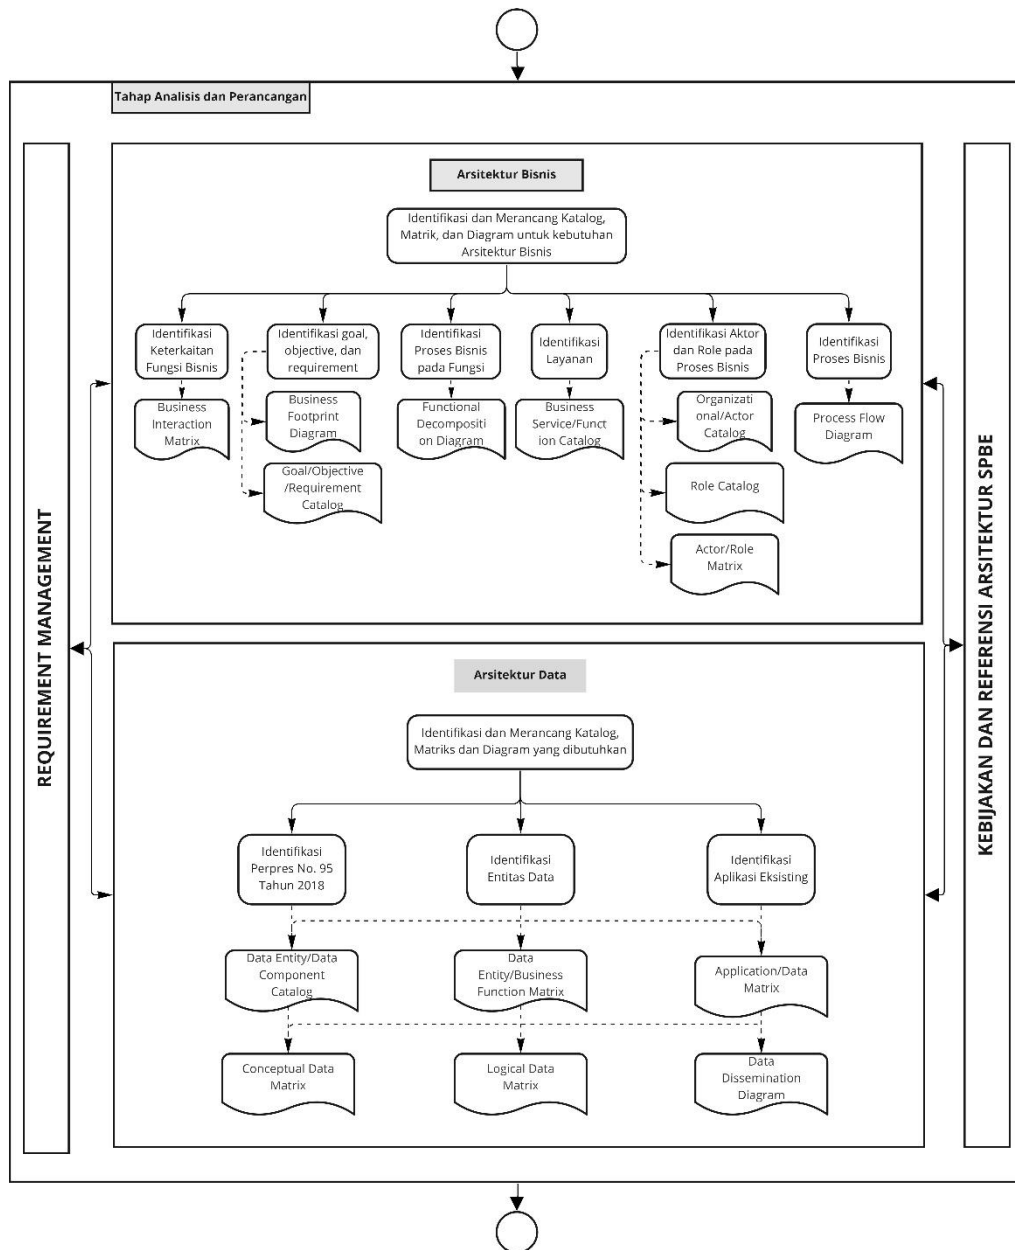 Tahap Analisis dan Perancangan
REQUIREMENT MANAGEMENT
Arsitektur Bisnis
Identifikasi dan Merancang Katalog,
Matrik, dan Diagram untuk kebutuhan
Arsitektur Bisnis
Identifikasi
Keterkaitan
Fungsi Bisnis
Identifikasi goal,
objective, dan
requirement
Identifikasi
Proses Bisnis
pada Fungsi
Identifikasi
Layanan
Identifikasi Aktor
dan Role pada
Proses Bisnis
Identifikasi
Proses Bisnis
Business
Interaction
Matrix
Business
Footprint
Diagram
Functional
Decompositi
on Diagram
Business
Service/Funct
ion Catalog
Organizati
onal/Actor
Catalog
Process Flow
Diagram
Goal/Objective
/Requirement
Catalog
Role Catalog
Actor/Role
Matrix
KEBIJAKAN DAN REFERENSI ARSITEKTUR SPBE
Arsitektur Data
Identifikasi dan Merancang Katalog,
Matriks dan Diagram yang dibutuhkan
Identifikasi
Perpres No. 95
Tahun 2018
Identifikasi
Entitas Data
Identifikasi
Aplikasi Eksisting
Data Entity/Data
Component
Catalog
Data
Entity/Business
Function Matrix
Application/Data
Matrix
Conceptual Data
Matrix
Logical Data
Matrix
Data
Dissemination
Diagram